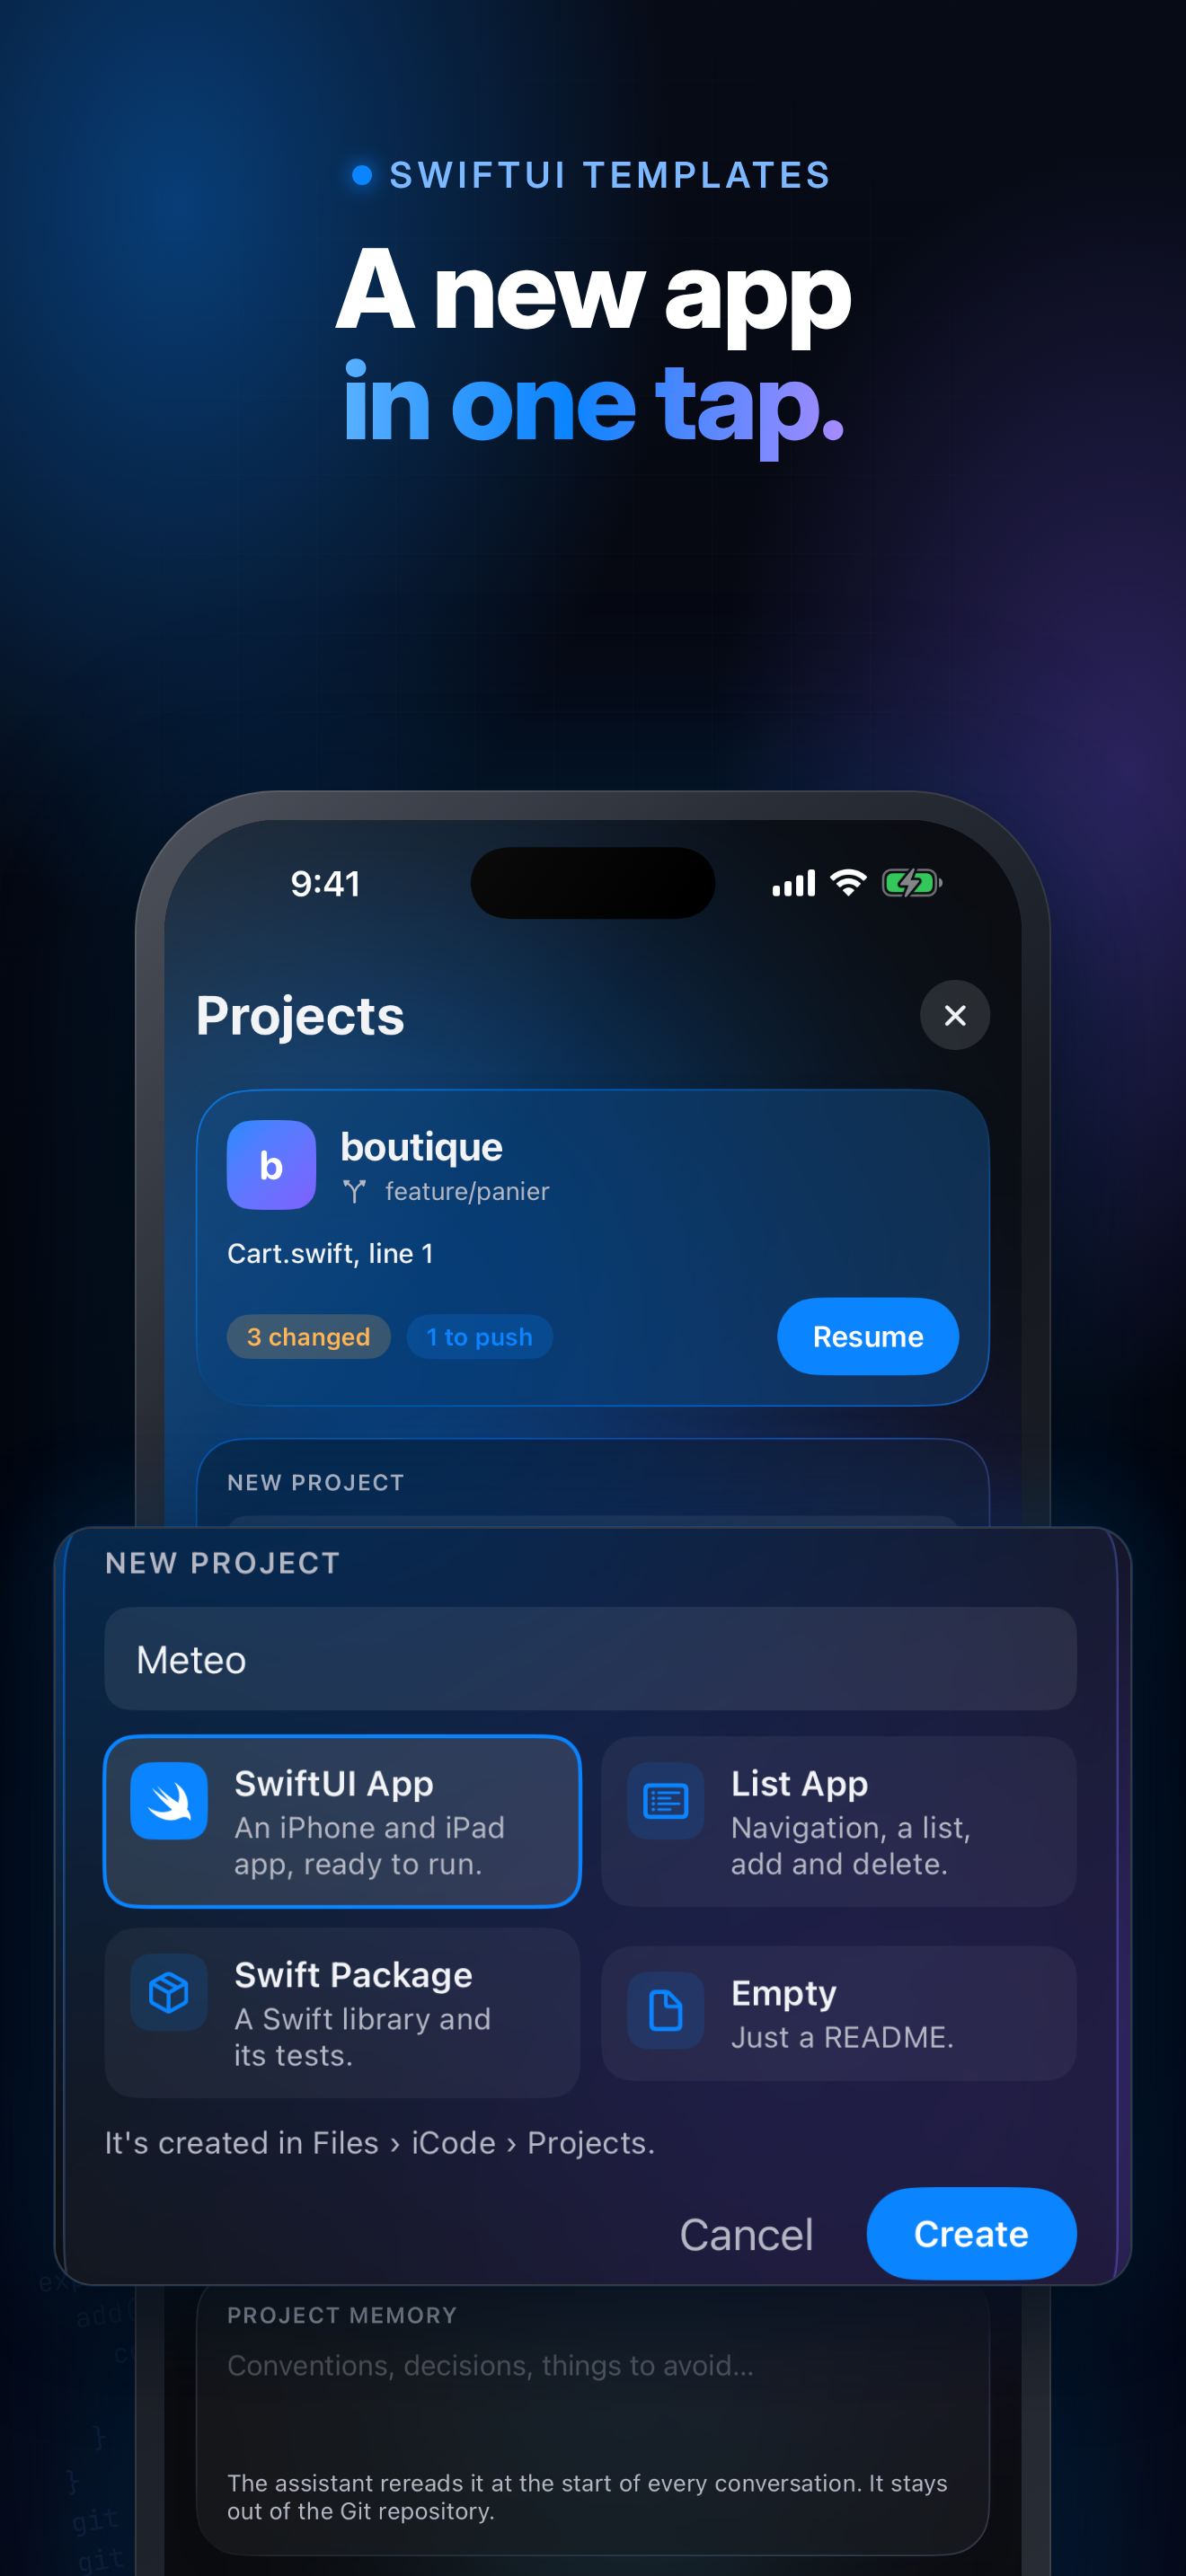 SWIFTUI TEMPLATES
A new app
in one tap.
9:41
Projects
b
boutique
feature/panier
Cart.swift, line 1
3 changed
1 to push
Resume
NEW PROJECT
NEW PROJECT
Meteo
SwiftUI App
An iPhone and iPad
app, ready to run.
List App
Navigation, a list,
add and delete.
Swift Package
A Swift library and
its tests.
Empty
Just a README.
It's created in Files › iCode › Projects.
Cancel
Create
PROJECT MEMORY
Conventions, decisions, things to avoid...
The assistant rereads it at the start of every conversation. It stays
out of the Git repository.
add(
}
}
git
git